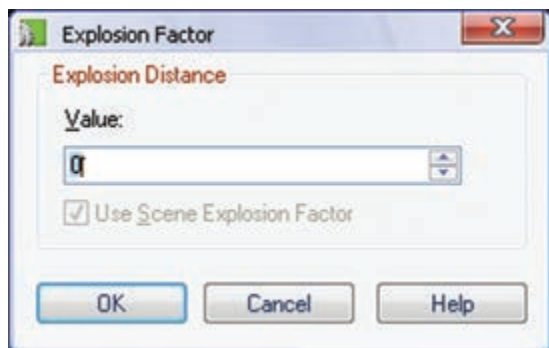 Explosion Factor
Explosion Distance
Value:
0
Use Scene Explosion Factor
OK Cancel Help